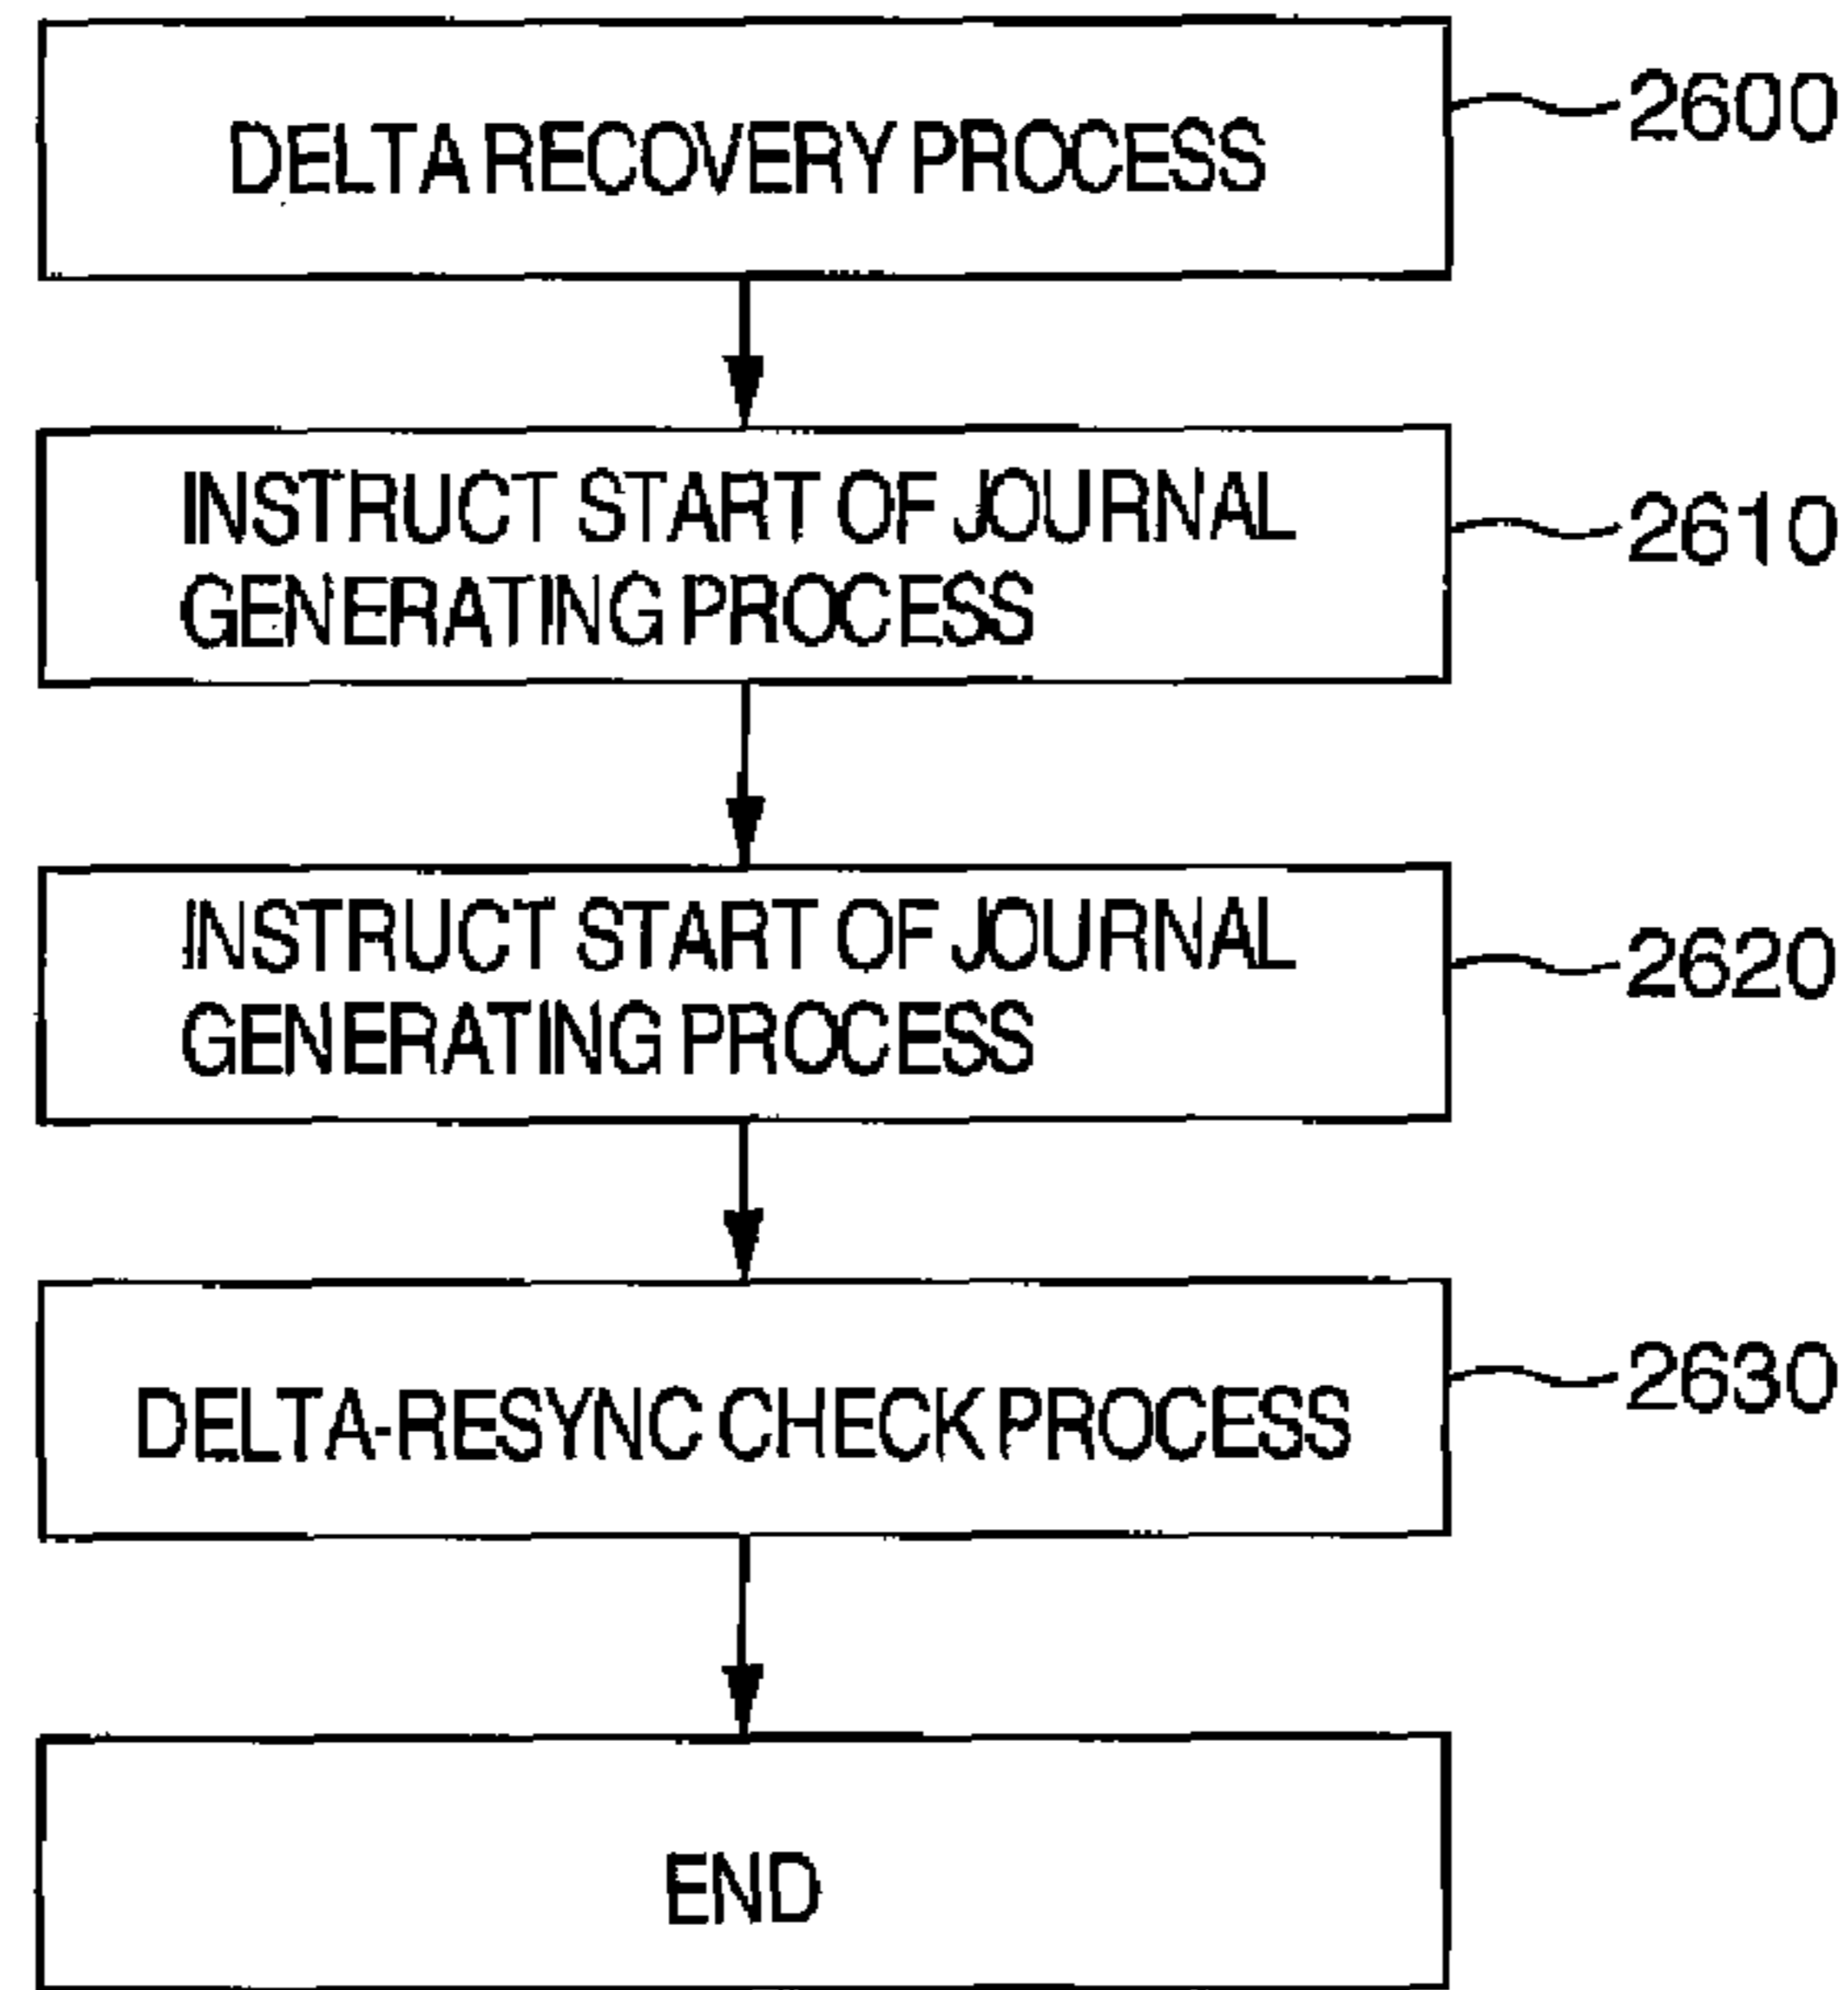 DELTA RECOVERY PROCESS
2600
INSTRUCT START OF JOURNAL
GENERATING PROCESS
2610
INSTRUCT START OF JOURNAL
GENERATING PROCESS
2620
DELTA-RESYNC CHECK PROCESS
2630
END